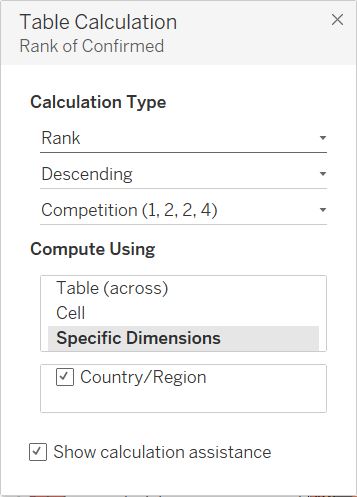 Table Calculation
Rank of Confirmed
Calculation Type
Rank
Descending
Competition (1, 2, 2, 4)
Compute Using
Table (across)
Cell
Specific Dimensions
Country/Region
Show calculation assistance